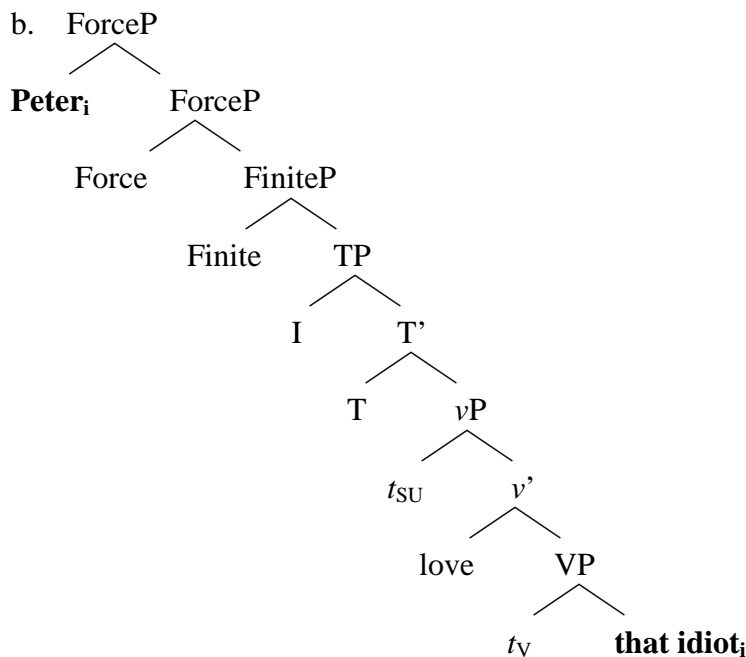 b. ForceP
Peterᵢ ForceP
Force FiniteP
Finite TP
I T’
T vP
tSU v’
love VP
tV that idiotᵢ